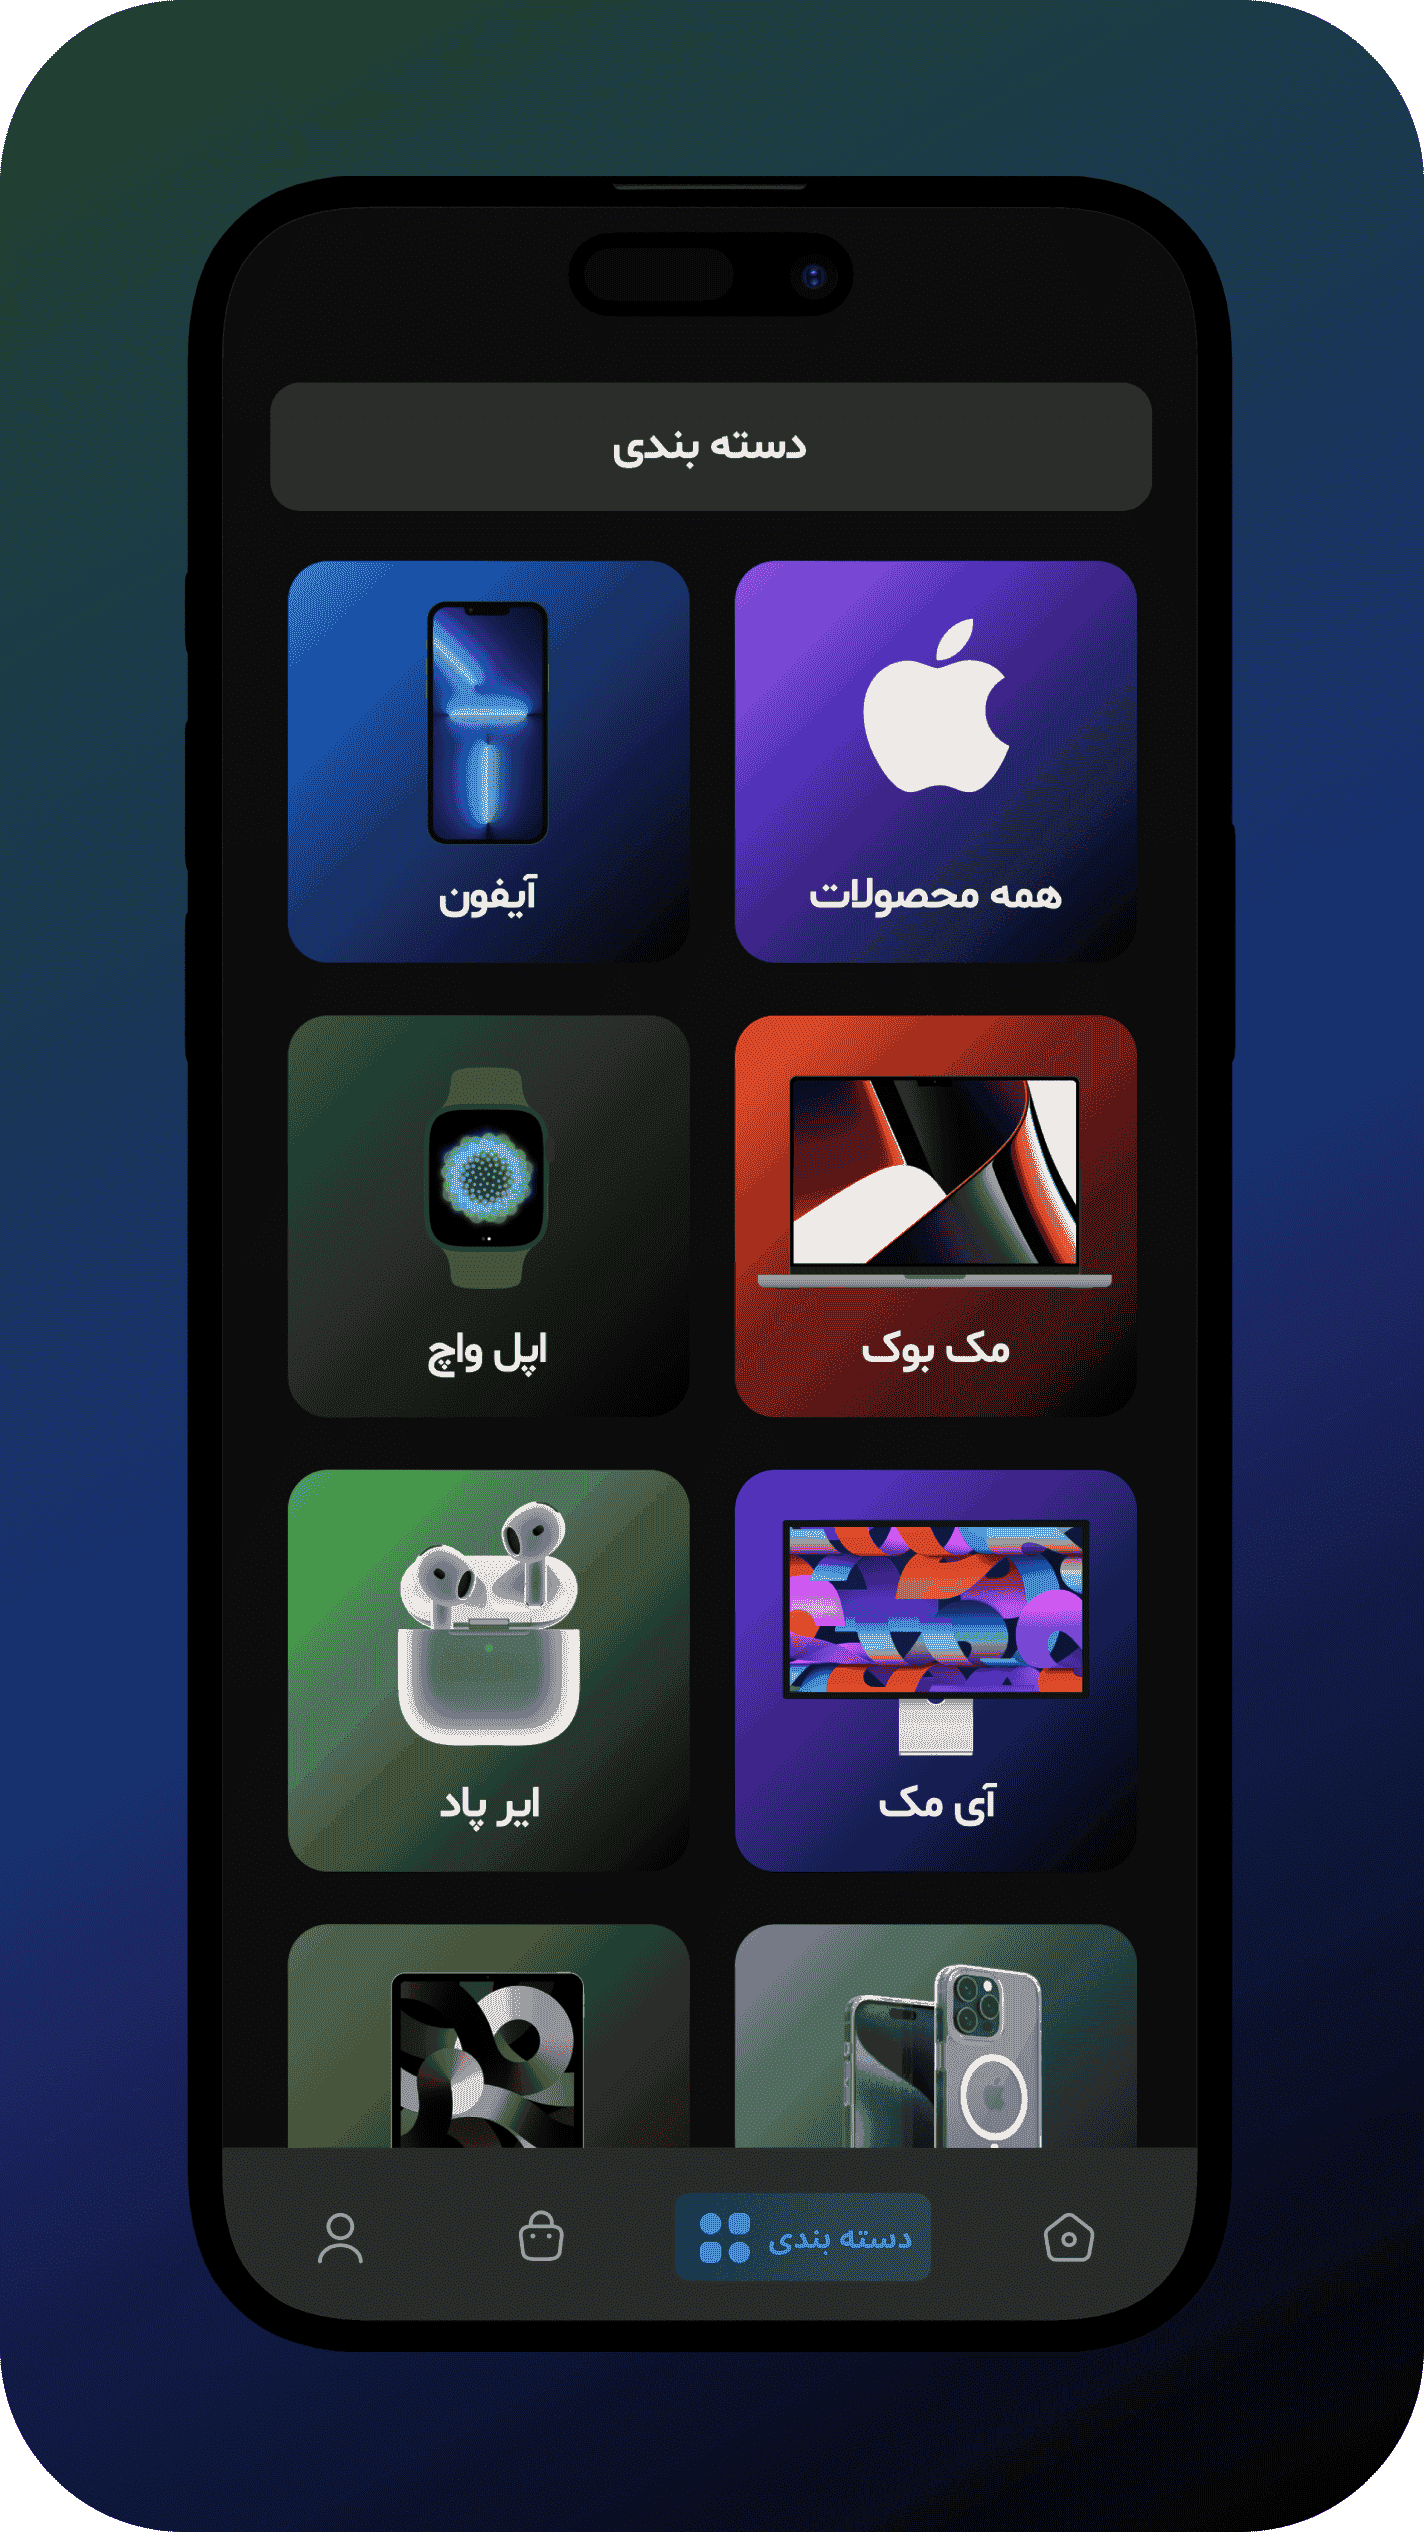 دسته بندی
همه محصولات
آیفون
مک بوک
اپل واچ
آی مک
ایر پاد
دسته بندی